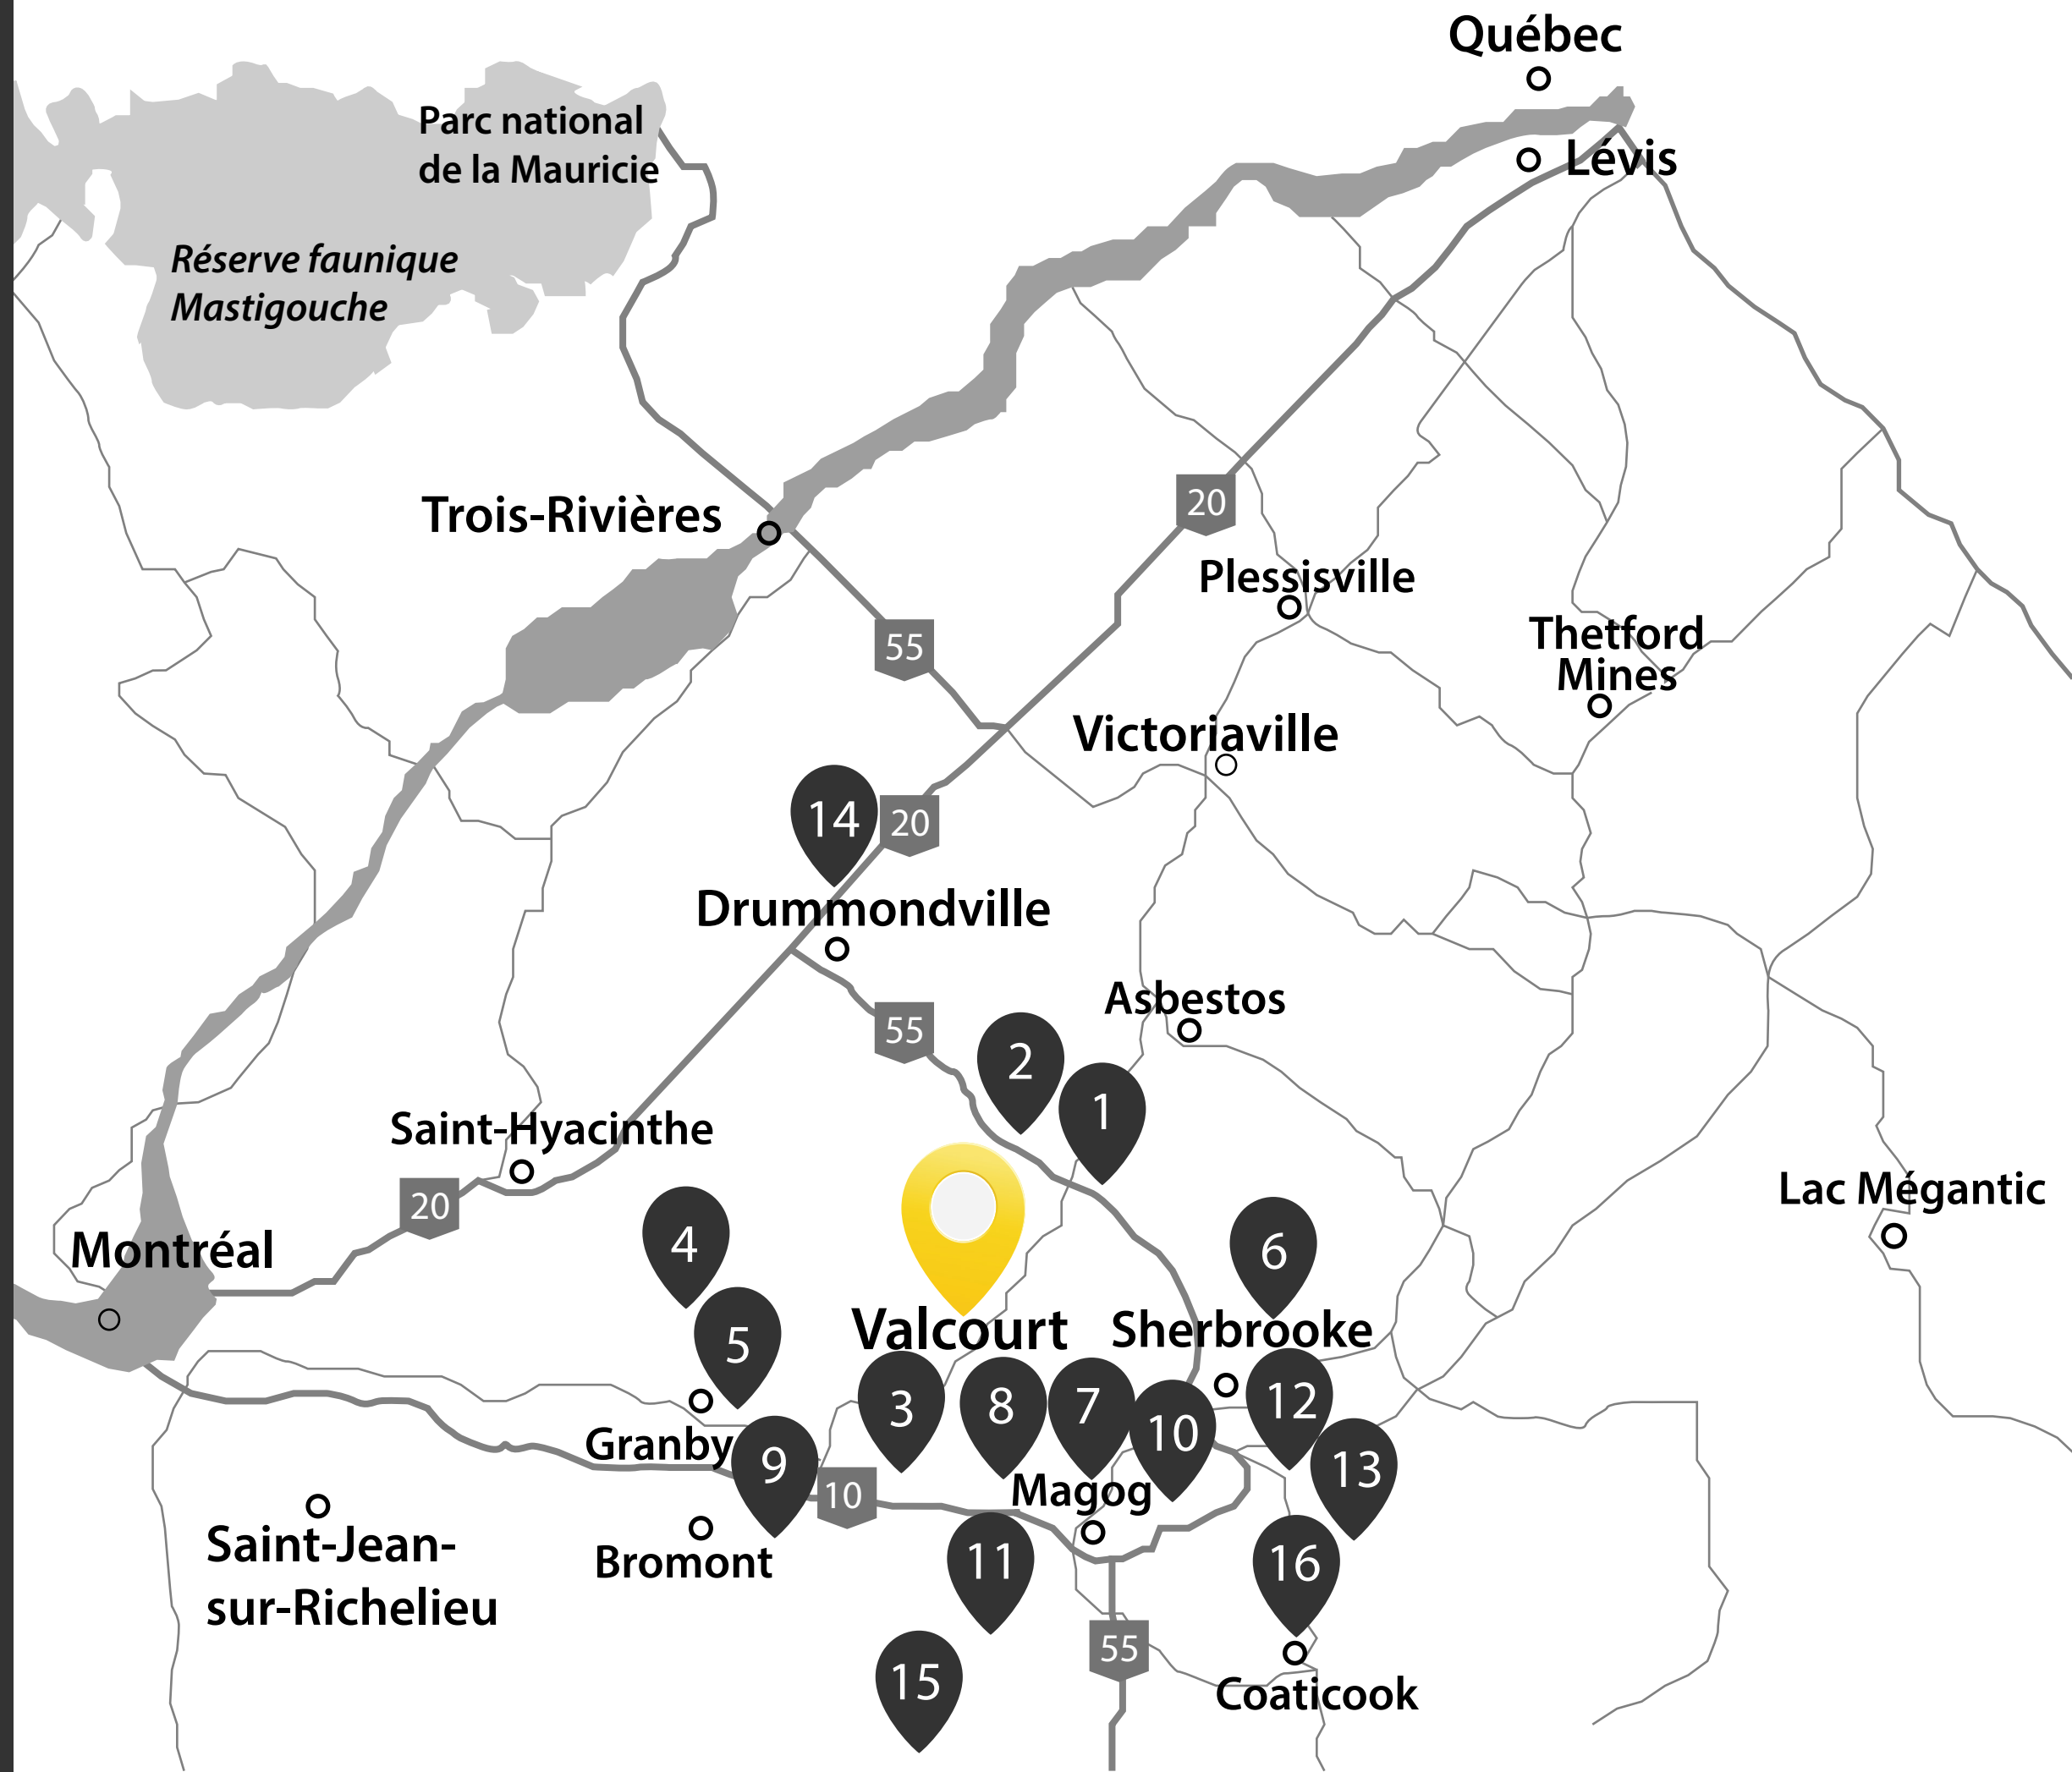 Québec
Parc national
de la Mauricie
Lévis
Réserve faunique
Mastigouche
20
Trois-Rivières
Plessisville
55
Thetford
Mines
Victoriaville
14
20
Drummondville
Asbestos
55
2
1
Saint-Hyacinthe
Lac Mégantic
20
4
6
Montréal
Valcourt
Sherbrooke
5
3
8
7
12
10
Granby
9
13
Magog
10
Saint-Jean-
sur-Richelieu
Bromont
11
16
55
15
Coaticook